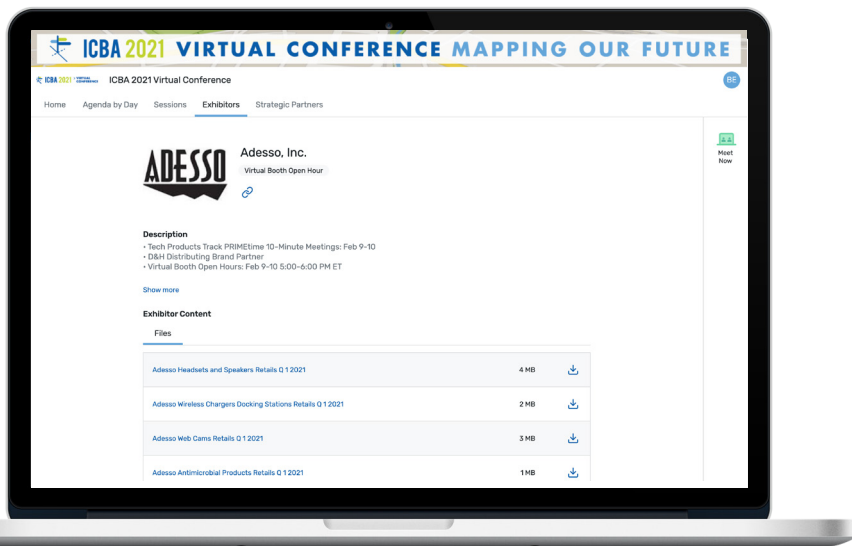 ICBA 2021 VIRTUAL CONFERENCE MAPPING OUR FUTURE
ICBA 2021 VIRTUAL CONFERENCE ICBA 2021 Virtual Conference
BE
Home Agenda by Day Sessions Exhibitors Strategic Partners
Meet
Now
ADESSO
Adesso, Inc.
Virtual Booth Open Hour
Description
• Tech Products Track PRIMEtime 10-Minute Meetings: Feb 9-10
• D&H Distributing Brand Partner
• Virtual Booth Open Hours: Feb 9-10 5:00-6:00 PM ET
Show more
Exhibitor Content
Files
Adesso Headsets and Speakers Retails Q 1 2021 4 MB
Adesso Wireless Chargers Docking Stations Retails Q 1 2021 2 MB
Adesso Web Cams Retails Q 1 2021 3 MB
Adesso Antimicrobial Products Retails Q 1 2021 1 MB